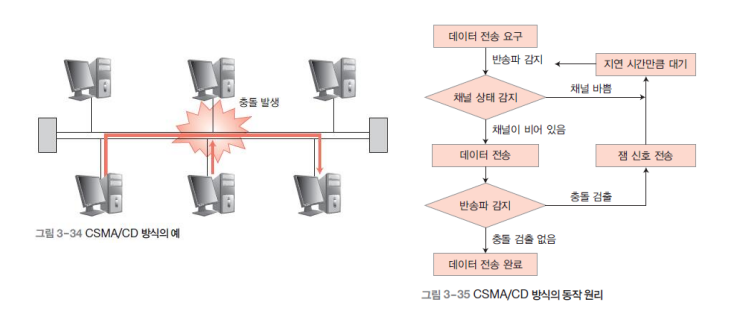 충돌 발생
그림 3-34 CSMA/CD 방식의 예
데이터 전송 요구
반송파 감지
지연 시간만큼 대기
채널 상태 감지
채널 바쁨
채널이 비어 있음
데이터 전송
잼 신호 전송
반송파 감지
충돌 검출
충돌 검출 없음
데이터 전송 완료
그림 3-35 CSMA/CD 방식의 동작 원리